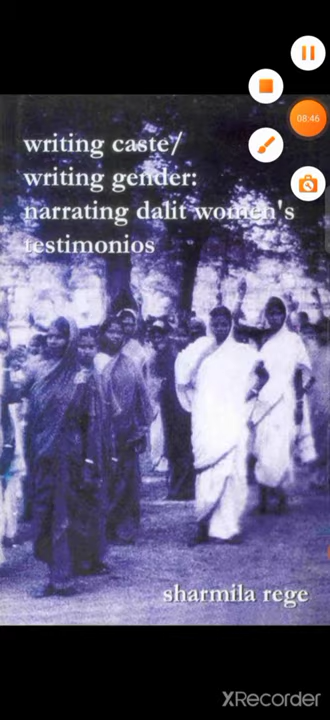 08:46
writing caste/
writing gender:
narrating dalit women's
testimonios
sharmila rege
XRecorder